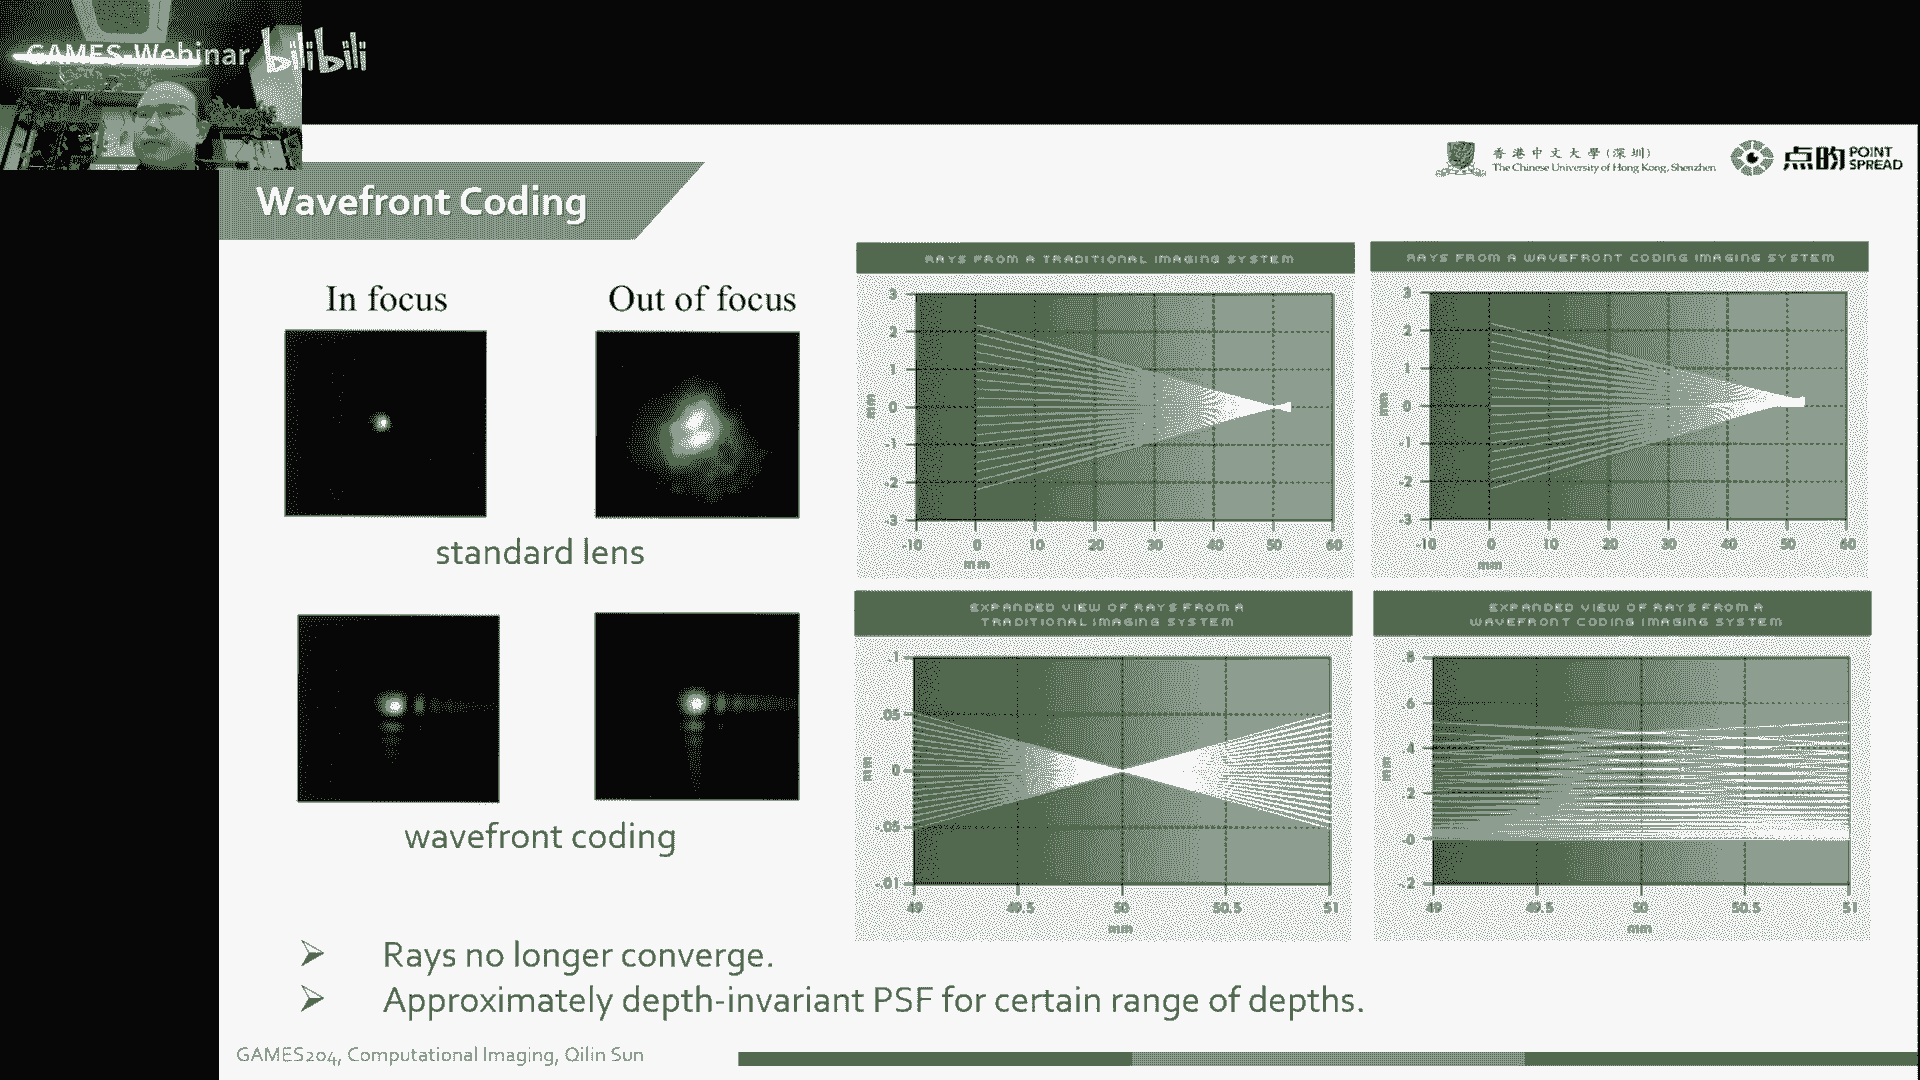 GAMES-Webinar bilibili
香港中文大學(深圳)
The Chinese University of Hong Kong, Shenzhen
点昀 POINT SPREAD
Wavefront Coding
In focus
Out of focus
standard lens
wavefront coding
RAYS FROM A TRADITIONAL IMAGING SYSTEM
3
2
1
0
-1
-2
-3
mm
-10 0 10 20 30 40 50 60
mm
RAYS FROM A WAVEFRONT CODING IMAGING SYSTEM
3
2
1
0
-1
-2
-3
mm
-10 0 10 20 30 40 50 60
mm
EXPANDED VIEW OF RAYS FROM A
TRADITIONAL IMAGING SYSTEM
.1
.05
0
-.05
-.01
mm
49 49.5 50 50.5 51
mm
EXPANDED VIEW OF RAYS FROM A
WAVEFRONT CODING IMAGING SYSTEM
.8
.6
.4
.2
-0
-.2
mm
49 49.5 50 50.5 51
mm
➢ Rays no longer converge.
➢ Approximately depth-invariant PSF for certain range of depths.
GAMES204, Computational Imaging, Qilin Sun